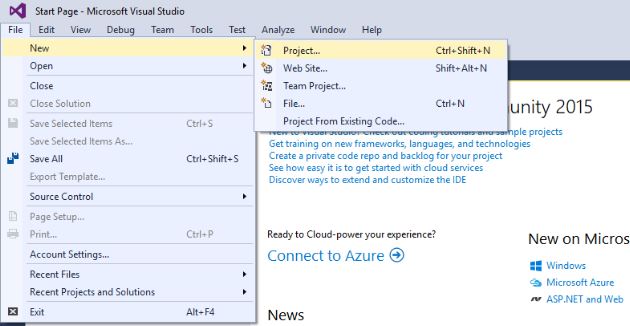 Start Page - Microsoft Visual Studio
File Edit View Debug Team Tools Test Analyze Window Help
New
Open
Close
Close Solution
Save Selected Items Ctrl+S
Save Selected Items As...
Save All Ctrl+Shift+S
Export Template...
Source Control
Page Setup...
Print... Ctrl+P
Account Settings...
Recent Files
Recent Projects and Solutions
Exit Alt+F4
Project... Ctrl+Shift+N
Web Site... Shift+Alt+N
Team Project...
File... Ctrl+N
Project From Existing Code...
munity 2015
New to Visual Studio? Check out coding tutorials and sample projects
Get training on new frameworks, languages, and technologies
Create a private code repo and backlog for your project
See how easy it is to get started with cloud services
Discover ways to extend and customize the IDE
Ready to Cloud-power your experience?
Connect to Azure
News
New on Micros
Windows
Microsoft Azure
ASP.NET and Web